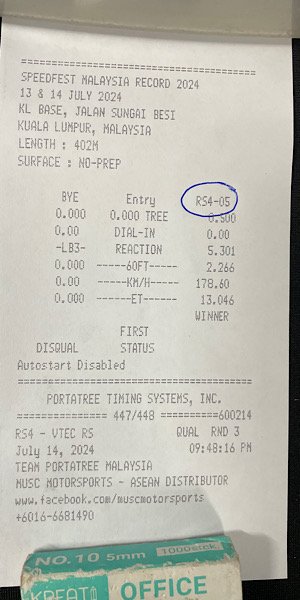 ========================================
SPEEDFEST MALAYSIA RECORD 2024
13 & 14 JULY 2024
KL BASE, JALAN SUNGAI BESI
KUALA LUMPUR, MALAYSIA
LENGTH : 402M
SURFACE : NO-PREP
BYE Entry RS4-05
0.000 0.000 TREE 0.500
0.00 DIAL-IN 0.00
-LB3- REACTION 5.301
0.000 ------60FT----- 2.266
0.00 ------KM/H----- 178.60
0.000 ------ET------- 13.046
WINNER
FIRST
DISQUAL STATUS
Autostart Disabled
========================================
PORTATREE TIMING SYSTEMS, INC.
=============== 447/448 ==========600214
RS4 - VTEC RS QUAL RND 3
July 14, 2024 09:48:16 PM
TEAM PORTATREE MALAYSIA
MUSC MOTORSPORTS - ASEAN DISTRIBUTOR
www.facebook.com/muscmotorsports
+6016-6681490
NO.10 5mm 1000stck
KREATI OFFICE